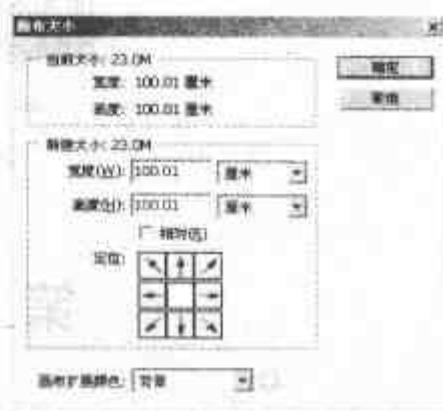 画布大小
当前大小: 23.0M
宽度: 100.01 厘米
高度: 100.01 厘米
确定
取消
新建大小: 23.0M
宽度(W): 100.01 厘米
高度(H): 100.01 厘米
相对(R)
定位:
画布扩展颜色: 背景